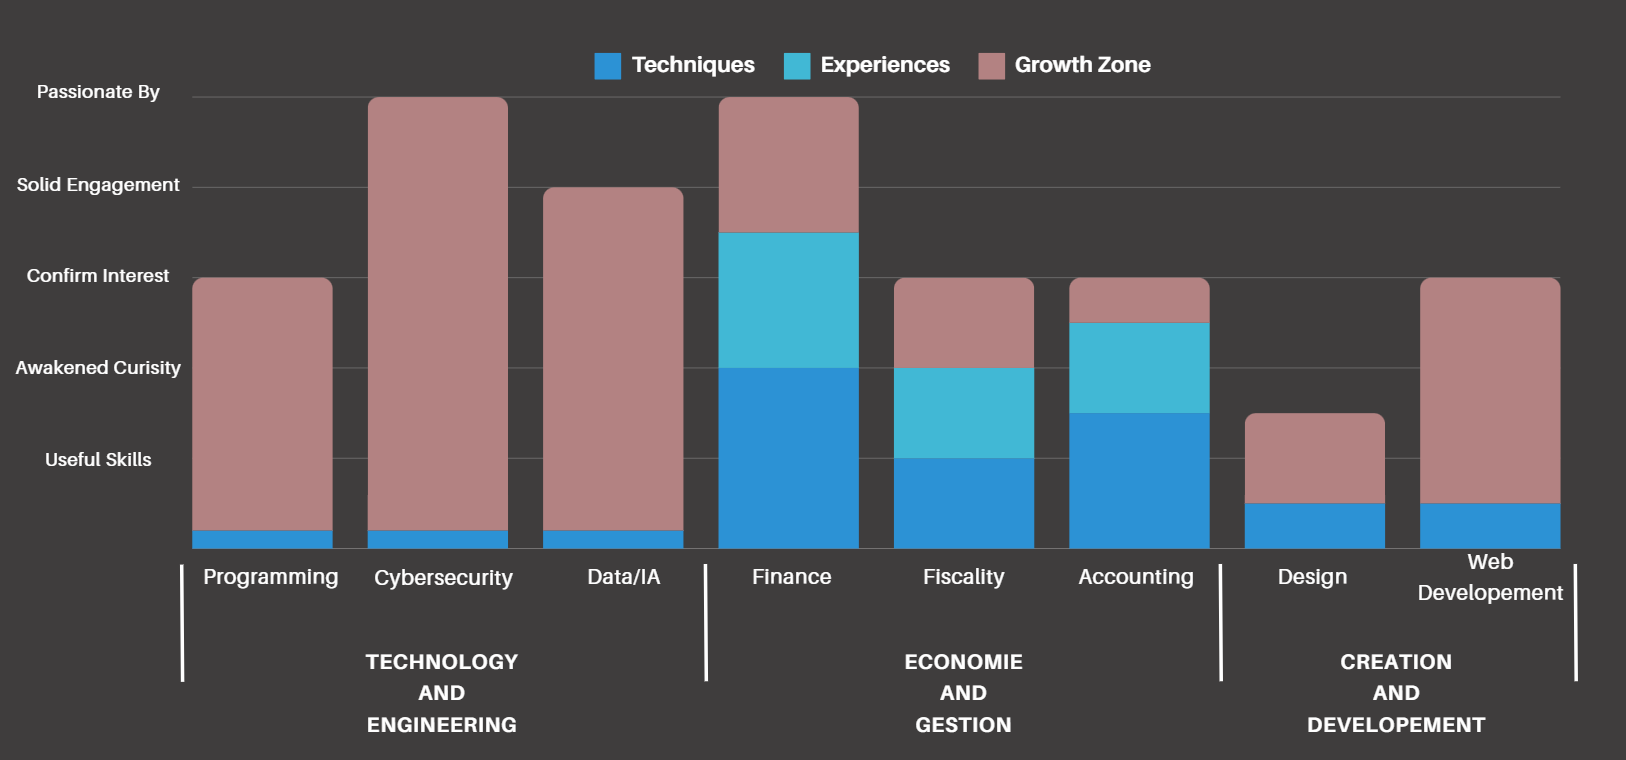 Techniques Experiences Growth Zone
Passionate By
Solid Engagement
Confirm Interest
Awakened Curisity
Useful Skills
Programming Cybersecurity Data/IA Finance Fiscality Accounting Design Web
Developement
TECHNOLOGY
AND
ENGINEERING
ECONOMIE
AND
GESTION
CREATION
AND
DEVELOPEMENT